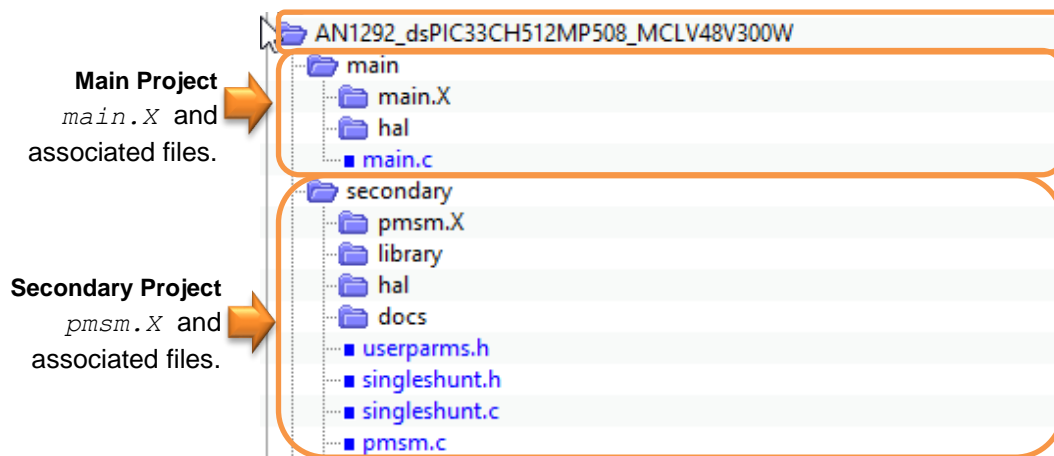 AN1292_dsPIC33CH512MP508_MCLV48V300W
main
Main Project
main.X and
associated files.
main.X
hal
main.c
secondary
pmsm.X
library
Secondary Project
pmsm.X and
associated files.
hal
docs
userparms.h
singleshunt.h
singleshunt.c
pmsm.c